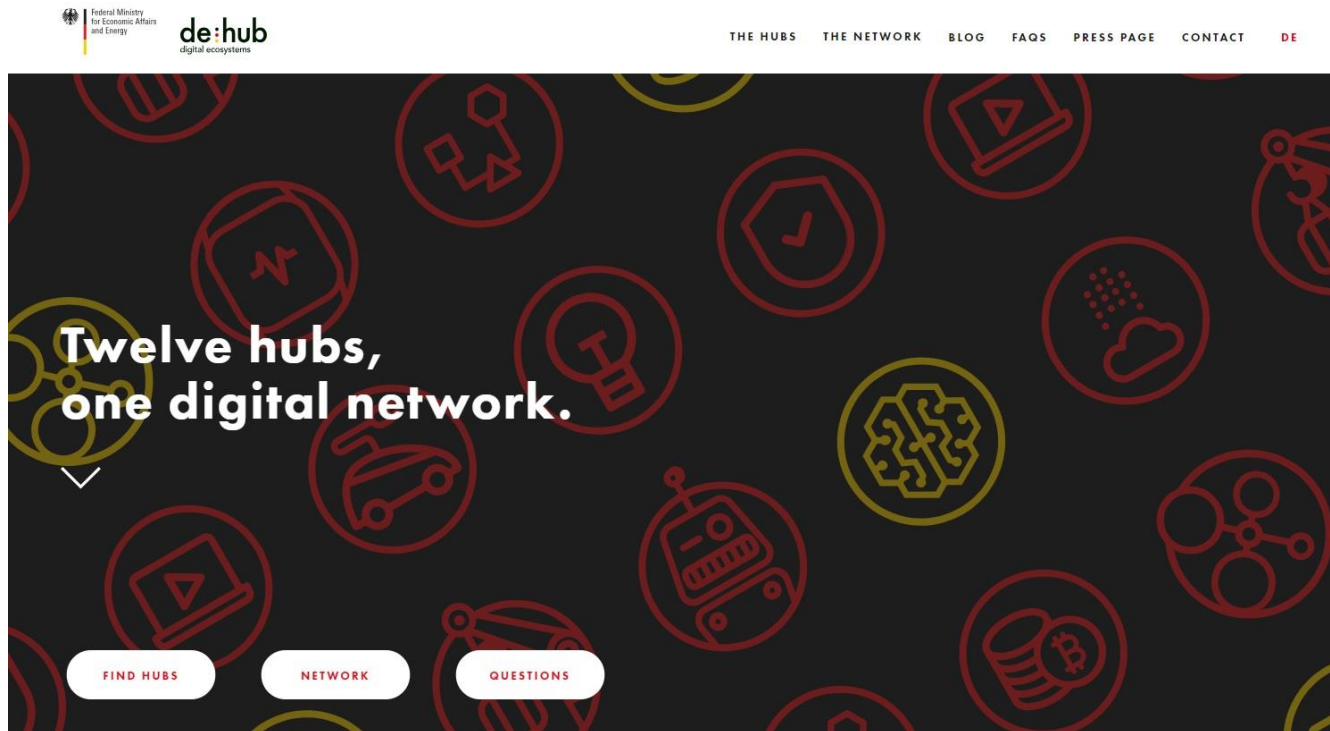 Federal Ministry
for Economic Affairs
and Energy
de:hub
digital ecosystems
THE HUBS THE NETWORK BLOG FAQS PRESS PAGE CONTACT DE
Twelve hubs,
one digital network.
FIND HUBS NETWORK QUESTIONS